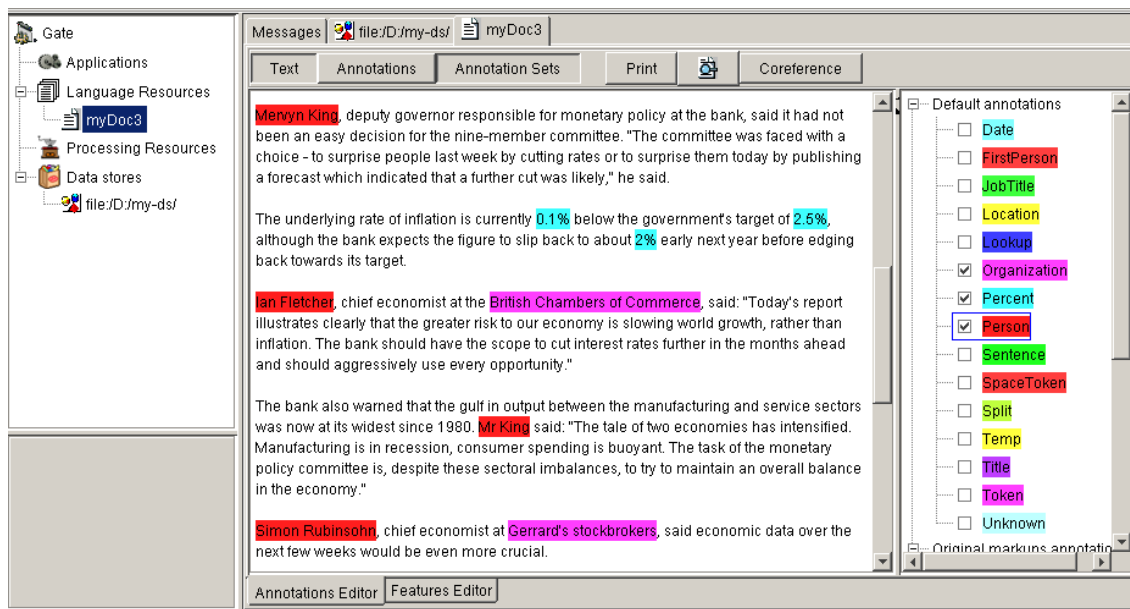 Gate
Applications
Language Resources
myDoc3
Processing Resources
Data stores
file:/D:/my-ds/
Messages file:/D:/my-ds/ myDoc3
Text Annotations Annotation Sets Print Coreference
Mervyn King, deputy governor responsible for monetary policy at the bank, said it had not
been an easy decision for the nine-member committee. "The committee was faced with a
choice - to surprise people last week by cutting rates or to surprise them today by publishing
a forecast which indicated that a further cut was likely," he said.
The underlying rate of inflation is currently 0.1% below the government's target of 2.5%,
although the bank expects the figure to slip back to about 2% early next year before edging
back towards its target.
Ian Fletcher, chief economist at the British Chambers of Commerce, said: "Today's report
illustrates clearly that the greater risk to our economy is slowing world growth, rather than
inflation. The bank should have the scope to cut interest rates further in the months ahead
and should aggressively use every opportunity."
The bank also warned that the gulf in output between the manufacturing and service sectors
was now at its widest since 1980. Mr King said: "The tale of two economies has intensified.
Manufacturing is in recession, consumer spending is buoyant. The task of the monetary
policy committee is, despite these sectoral imbalances, to try to maintain an overall balance
in the economy."
Simon Rubinsohn, chief economist at Gerrard's stockbrokers, said economic data over the
next few weeks would be even more crucial.
Default annotations
Date
FirstPerson
JobTitle
Location
Lookup
Organization
Percent
Person
Sentence
SpaceToken
Split
Temp
Title
Token
Unknown
Original markups annotatio
Annotations Editor Features Editor